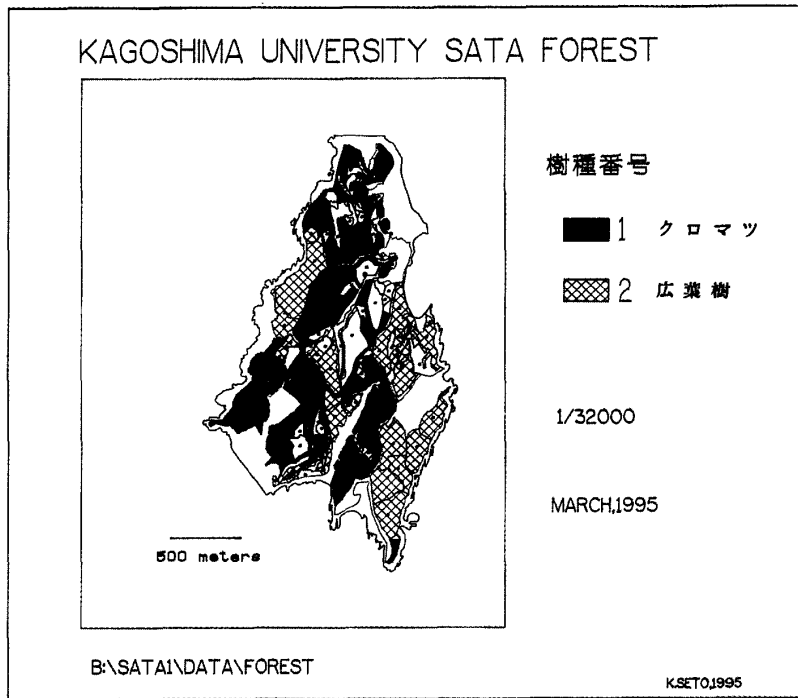 KAGOSHIMA UNIVERSITY SATA FOREST
樹種番号
1 クロマツ
2 広葉樹
1/32000
MARCH,1995
500 meters
B:\SATA1\DATA\FOREST
K.SETO,1995